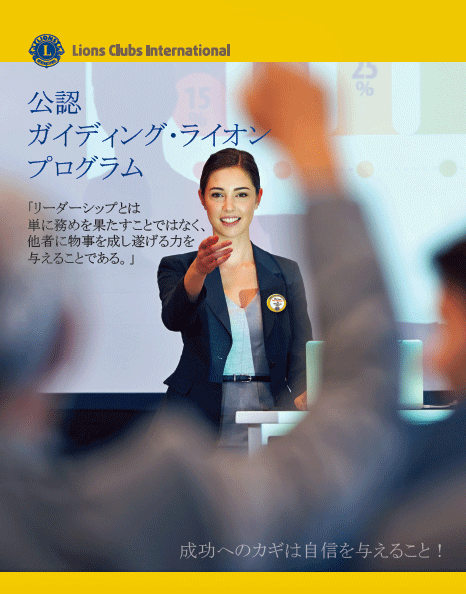 Lions Clubs International
15
25
%
公認
ガイディング・ライオン
プログラム
「リーダーシップとは
単に務めを果たすことではなく、
他者に物事を成し遂げる力を
与えることである。」
成功へのカギは自信を与えること！